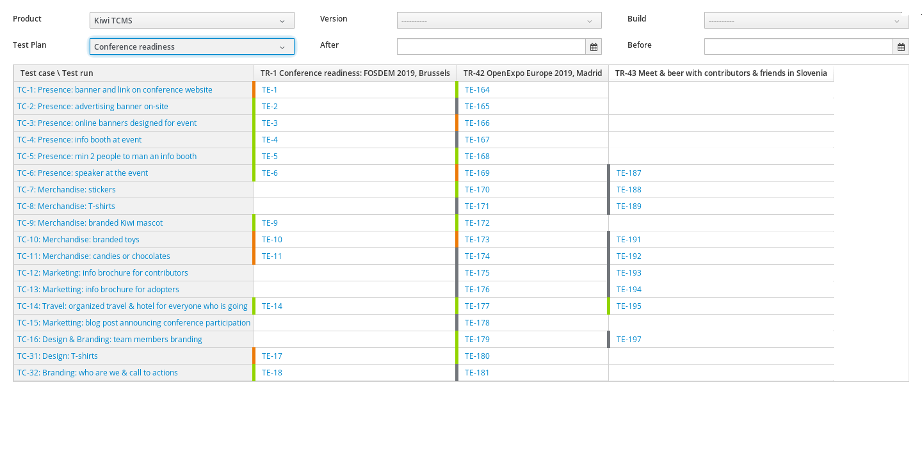 Product Kiwi TCMS Version ---------- Build ----------
Test Plan Conference readiness After Before
Test case \ Test run TR-1 Conference readiness: FOSDEM 2019, Brussels TR-42 OpenExpo Europe 2019, Madrid TR-43 Meet & beer with contributors & friends in Slovenia
TC-1: Presence: banner and link on conference website TE-1 TE-164
TC-2: Presence: advertising banner on-site TE-2 TE-165
TC-3: Presence: online banners designed for event TE-3 TE-166
TC-4: Presence: info booth at event TE-4 TE-167
TC-5: Presence: min 2 people to man an info booth TE-5 TE-168
TC-6: Presence: speaker at the event TE-6 TE-169 TE-187
TC-7: Merchandise: stickers TE-170 TE-188
TC-8: Merchandise: T-shirts TE-171 TE-189
TC-9: Merchandise: branded Kiwi mascot TE-9 TE-172
TC-10: Merchandise: branded toys TE-10 TE-173 TE-191
TC-11: Merchandise: candies or chocolates TE-11 TE-174 TE-192
TC-12: Marketing: info brochure for contributors TE-175 TE-193
TC-13: Marketting: info brochure for adopters TE-176 TE-194
TC-14: Travel: organized travel & hotel for everyone who is going TE-14 TE-177 TE-195
TC-15: Marketting: blog post announcing conference participation TE-178
TC-16: Design & Branding: team members branding TE-179 TE-197
TC-31: Design: T-shirts TE-17 TE-180
TC-32: Branding: who are we & call to actions TE-18 TE-181